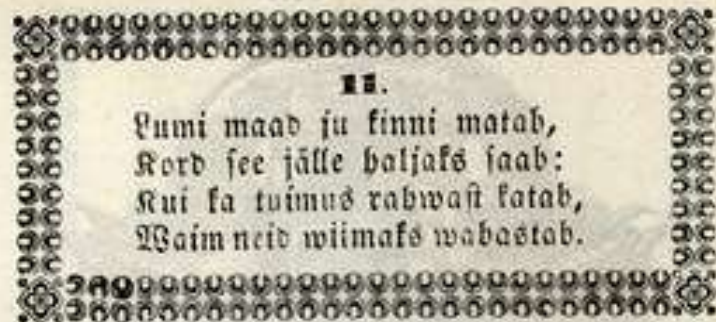 11.
Lumi maad ju kinni matab,
Kord see jälle haljaks saab:
Kui ka tuimus rahwast katab,
Waim neid wiimaks wabastab.